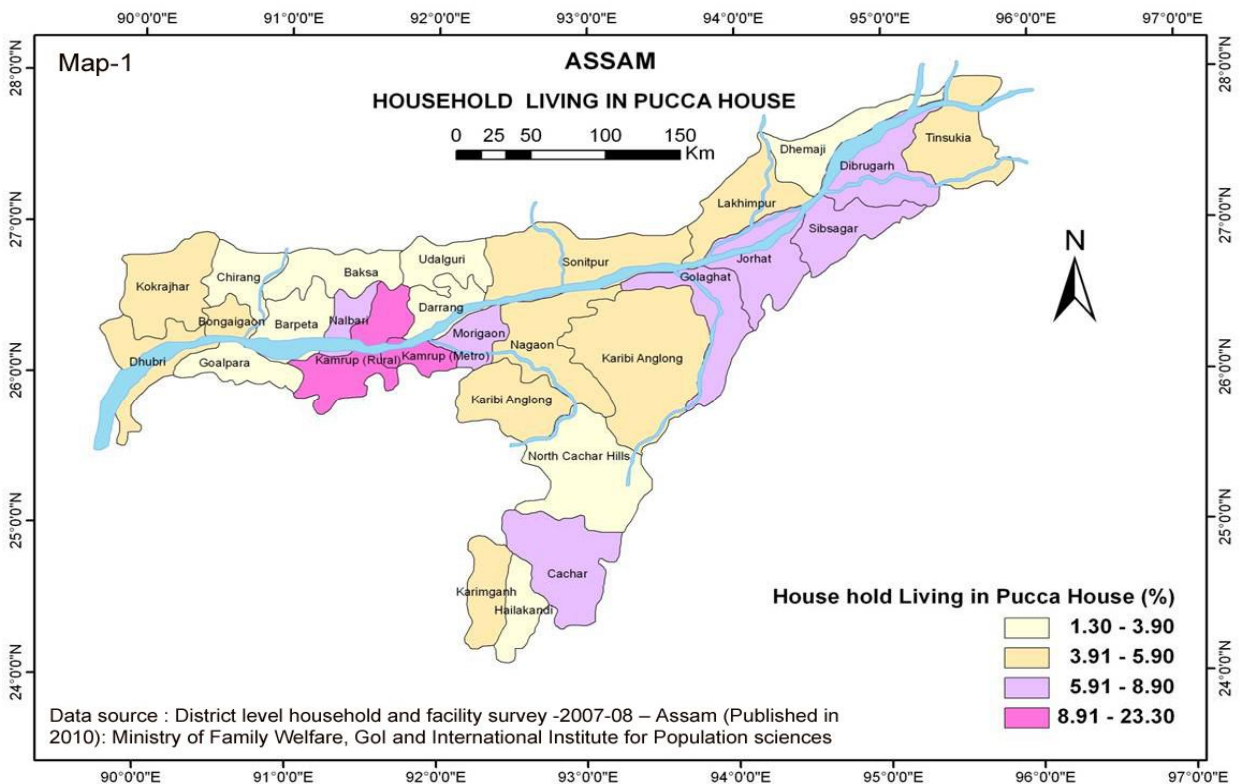 90°0'0"E 91°0'0"E 92°0'0"E 93°0'0"E 94°0'0"E 95°0'0"E 96°0'0"E 97°0'0"E
Map-1
ASSAM
HOUSEHOLD LIVING IN PUCCA HOUSE
0 25 50 100 150
Km
28°0'0"N
28°0'0"N
27°0'0"N
27°0'0"N
26°0'0"N
26°0'0"N
25°0'0"N
25°0'0"N
24°0'0"N
24°0'0"N
N
Tinsukia
Dhemaji
Dibrugarh
Lakhimpur
Sibsagar
Jorhat
Sonitpur
Golaghat
Udalguri
Baksa
Chirang
Kokrajhar
Darrang
Bongaigaon
Barpeta
Nalbari
Morigaon
Nagaon
Karibi Anglong
Dhubri
Goalpara
Kamrup (Rural)
Kamrup (Metro)
Karibi Anglong
North Cachar Hills
Cachar
Karimganh
Hailakandi
House hold Living in Pucca House (%)
1.30 - 3.90
3.91 - 5.90
5.91 - 8.90
8.91 - 23.30
Data source : District level household and facility survey -2007-08 – Assam (Published in
2010): Ministry of Family Welfare, GoI and International Institute for Population sciences
90°0'0"E 91°0'0"E 92°0'0"E 93°0'0"E 94°0'0"E 95°0'0"E 96°0'0"E 97°0'0"E